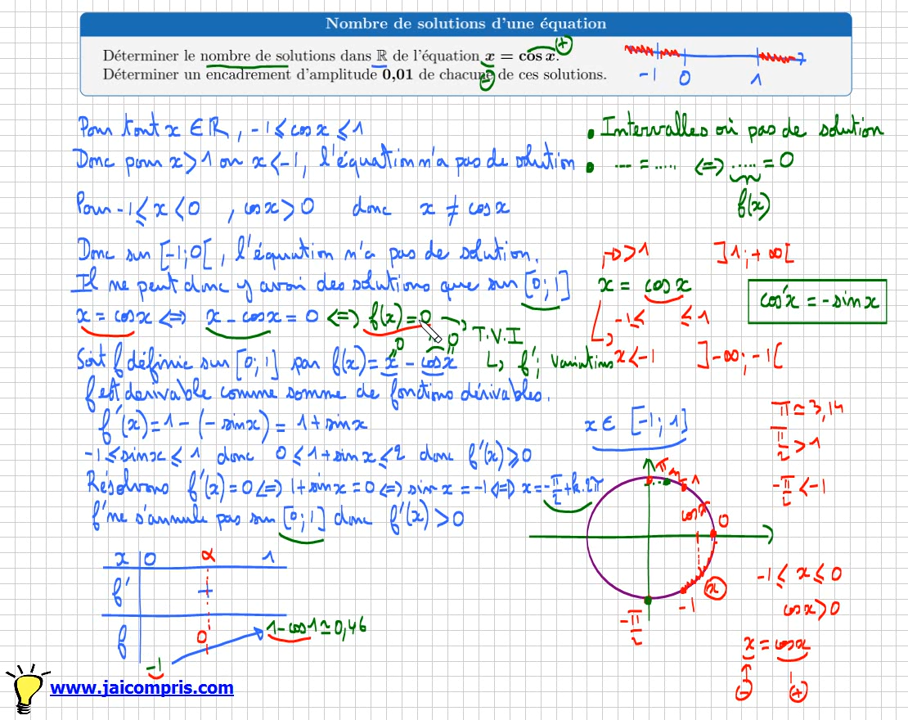 Nombre de solutions d'une équation
Déterminer le nombre de solutions dans ℝ de l'équation x = cos x.
Déterminer un encadrement d'amplitude 0,01 de chacune de ces solutions.
+
-
-1 0 1
Pour tout x ∈ ℝ, -1 ≤ cos x ≤ 1
Donc pour x > 1 ou x < -1, l'équation n'a pas de solution
Pour -1 ≤ x < 0 , cos x > 0 donc x ≠ cos x
Donc sur [-1; 0[, l'équation n'a pas de solution.
Il ne peut donc y avoir des solutions que sur [0; 1]
x = cos x ⇔ x - cos x = 0 ⇔ f(x) = 0
T.V.I
↳ f'; variations
Soit f définie sur [0; 1] par f(x) = x - cos x
f est dérivable comme somme de fonctions dérivables.
f'(x) = 1 - (-sin x) = 1 + sin x
-1 ≤ sin x ≤ 1 donc 0 ≤ 1 + sin x ≤ 2 donc f'(x) ≥ 0
Résolvons f'(x) = 0 ⇔ 1 + sin x = 0 ⇔ sin x = -1 ⇔ x = -π/2 + k.2π
f' ne s'annule pas sur [0; 1] donc f'(x) > 0
x 0 α 1
f' +
f 0 1 - cos 1 ≃ 0,46
-1
• Intervalles où pas de solution
• .... = ..... ⇔ ..... = 0
f(x)
> 1 ]1; +∞[
x = cos x
-1 ≤ ≤ 1
x < -1 ]-∞; -1[
cos'x = -sin x
x ∈ [-1; 1]
π ≃ 3,14
π/2 > 1
-π/2 < -1
1
cos x
0
x
-1
-π/2
-1 ≤ x ≤ 0
cos x > 0
x = cos x
- +
www.jaicompris.com